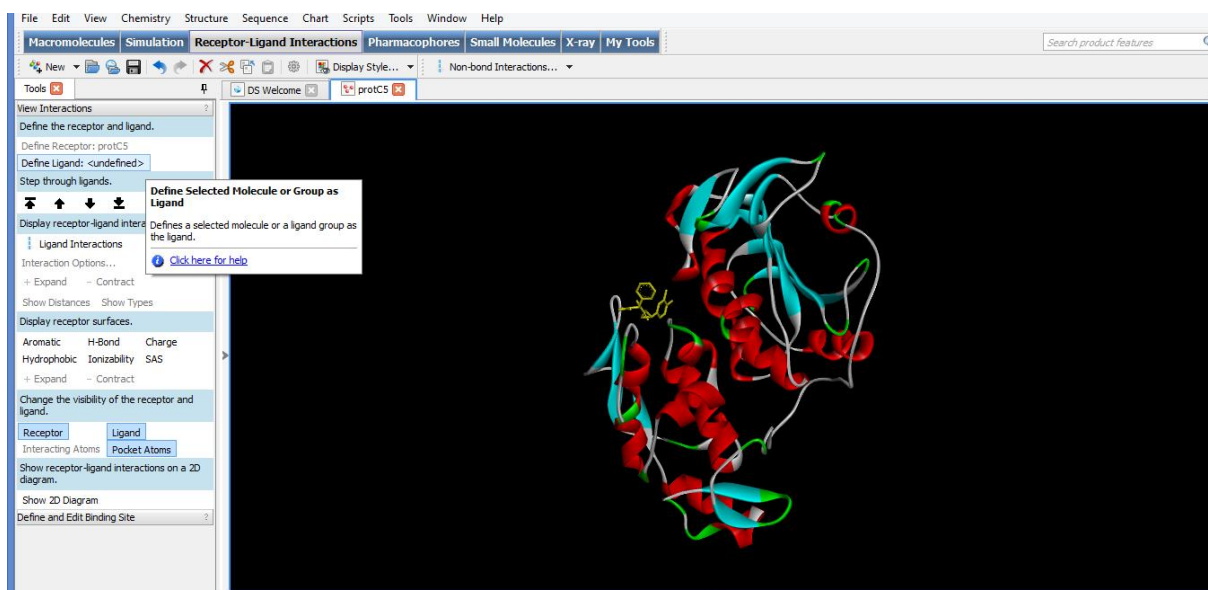 File Edit View Chemistry Structure Sequence Chart Scripts Tools Window Help
Macromolecules Simulation Receptor-Ligand Interactions Pharmacophores Small Molecules X-ray My Tools
Search product features
New Display Style... Non-bond Interactions...
Tools DS Welcome protC5
View Interactions ?
Define the receptor and ligand.
Define Receptor: protC5
Define Ligand: <undefined>
Step through ligands.
Define Selected Molecule or Group as
Ligand
Defines a selected molecule or a ligand group as
the ligand.
Click here for help
Display receptor-ligand intera
Ligand Interactions
Interaction Options...
+ Expand - Contract
Show Distances Show Types
Display receptor surfaces.
Aromatic H-Bond Charge
Hydrophobic Ionizability SAS
+ Expand - Contract
Change the visibility of the receptor and
ligand.
Receptor Ligand
Interacting Atoms Pocket Atoms
Show receptor-ligand interactions on a 2D
diagram.
Show 2D Diagram
Define and Edit Binding Site ?